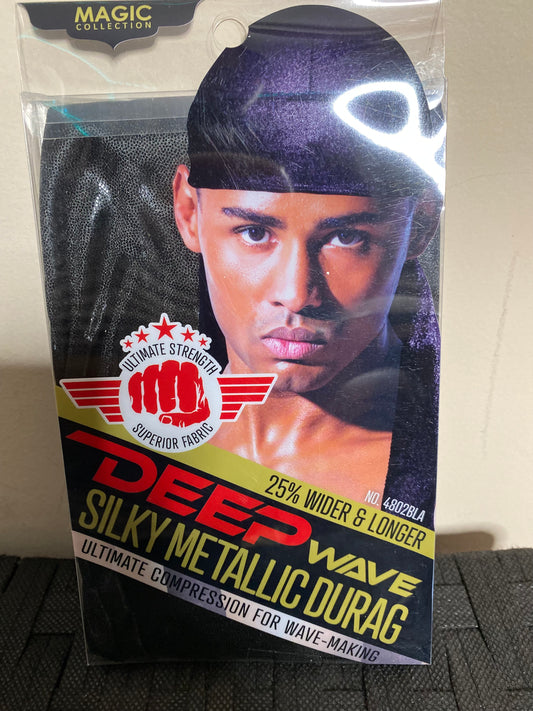 MAGIC
COLLECTION
ULTIMATE STRENGTH
SUPERIOR FABRIC
25% WIDER & LONGER
NO. 4802BLA
DEEP WAVE
SILKY METALLIC DURAG
ULTIMATE COMPRESSION FOR WAVE-MAKING